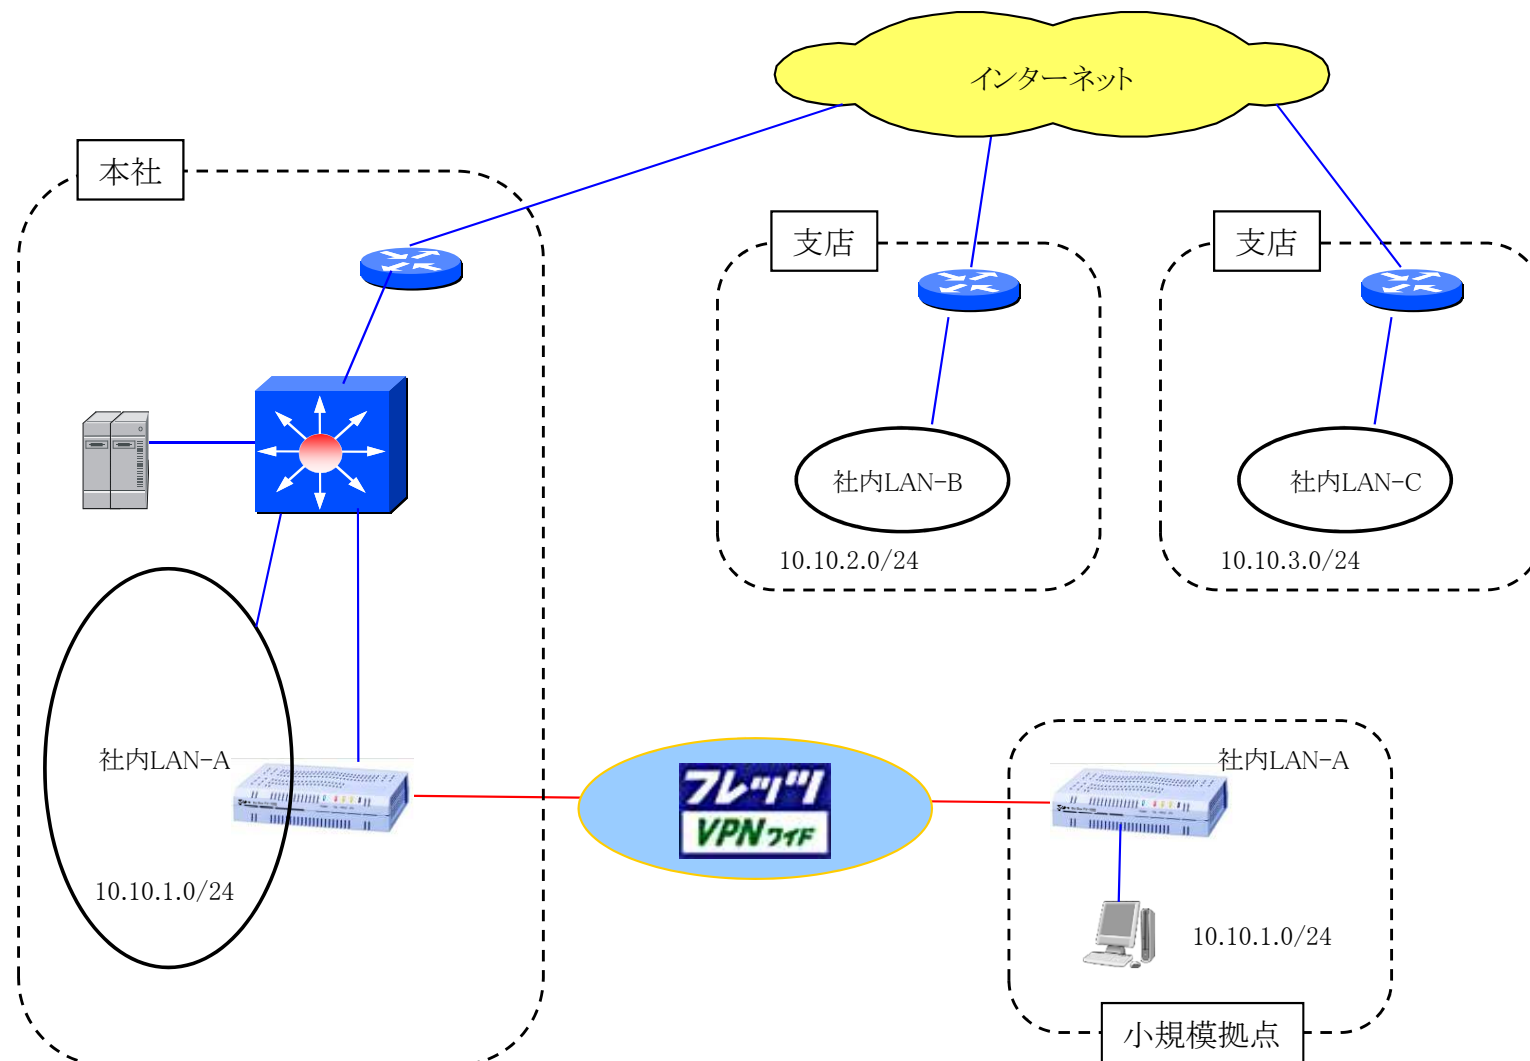 インターネット
本社
支店
支店
社内LAN-B
社内LAN-C
10.10.2.0/24
10.10.3.0/24
社内LAN-A
社内LAN-A
フレッツ
VPNワイド
10.10.1.0/24
10.10.1.0/24
小規模拠点